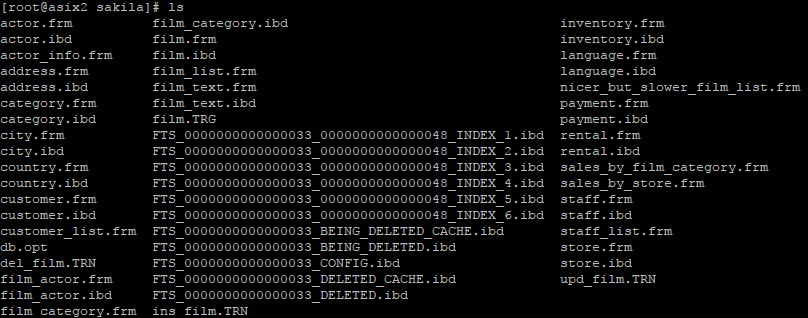 [root@asix2 sakila]# ls
actor.frm film_category.ibd inventory.frm
actor.ibd film.frm inventory.ibd
actor_info.frm film.ibd language.frm
address.frm film_list.frm language.ibd
address.ibd film_text.frm nicer_but_slower_film_list.frm
category.frm film_text.ibd payment.frm
category.ibd film.TRG payment.ibd
city.frm FTS_0000000000000033_0000000000000048_INDEX_1.ibd rental.frm
city.ibd FTS_0000000000000033_0000000000000048_INDEX_2.ibd rental.ibd
country.frm FTS_0000000000000033_0000000000000048_INDEX_3.ibd sales_by_film_category.frm
country.ibd FTS_0000000000000033_0000000000000048_INDEX_4.ibd sales_by_store.frm
customer.frm FTS_0000000000000033_0000000000000048_INDEX_5.ibd staff.frm
customer.ibd FTS_0000000000000033_0000000000000048_INDEX_6.ibd staff.ibd
customer_list.frm FTS_0000000000000033_BEING_DELETED_CACHE.ibd staff_list.frm
db.opt FTS_0000000000000033_BEING_DELETED.ibd store.frm
del_film.TRN FTS_0000000000000033_CONFIG.ibd store.ibd
film_actor.frm FTS_0000000000000033_DELETED_CACHE.ibd upd_film.TRN
film_actor.ibd FTS_0000000000000033_DELETED.ibd
film_category.frm ins_film.TRN